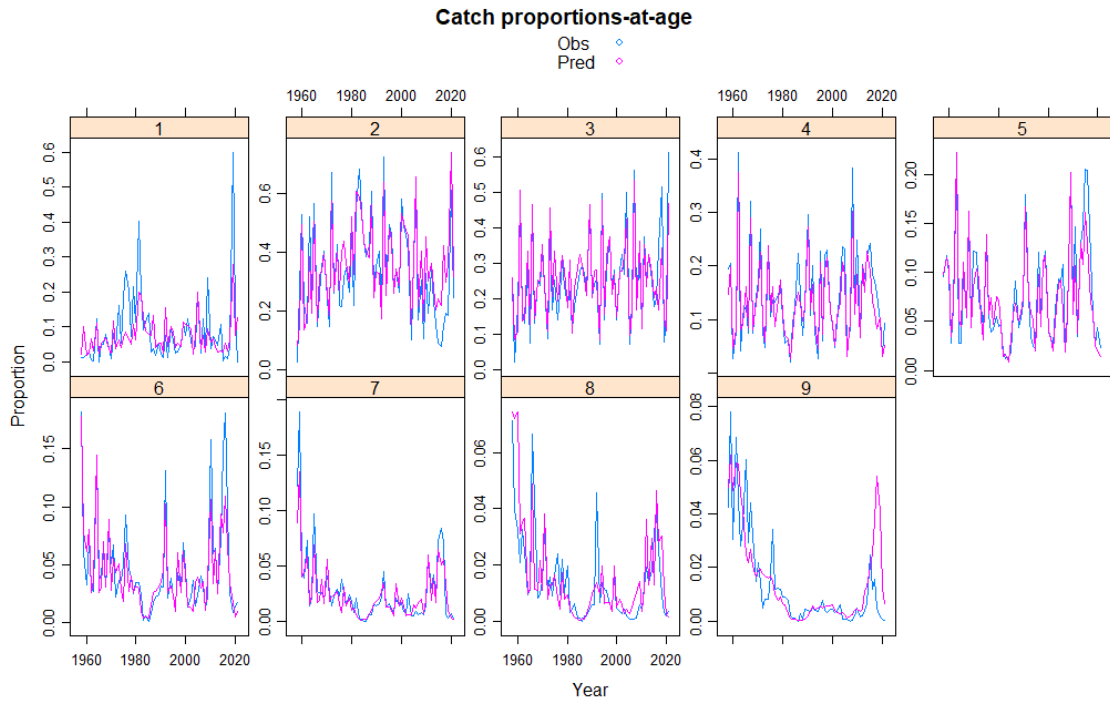 Catch proportions-at-age
Obs
Pred
1960 1980 2000 2020
1960 1980 2000 2020
1
2
3
4
5
0.0 0.1 0.2 0.3 0.4 0.5 0.6
0.0 0.2 0.4 0.6
0.0 0.1 0.2 0.3 0.4 0.5 0.6
0.1 0.2 0.3 0.4
0.00 0.05 0.10 0.15 0.20
Proportion
6
7
8
9
0.00 0.05 0.10 0.15
0.00 0.05 0.10 0.15
0.00 0.02 0.04 0.06
0.00 0.02 0.04 0.06 0.08
1960 1980 2000 2020
1960 1980 2000 2020
Year